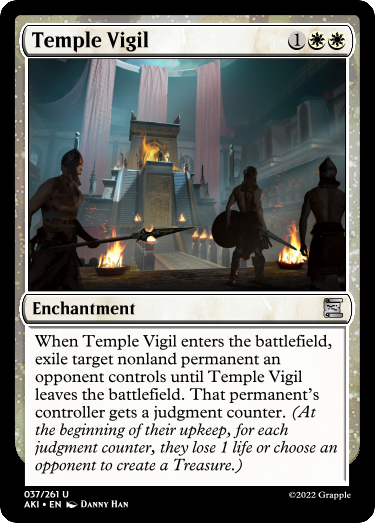 Temple Vigil 1
Enchantment
When Temple Vigil enters the battlefield,
exile target nonland permanent an
opponent controls until Temple Vigil
leaves the battlefield. That permanent's
controller gets a judgment counter. (At
the beginning of their upkeep, for each
judgment counter, they lose 1 life or choose an
opponent to create a Treasure.)
037/261 U
AKI • EN Danny Han
©2022 Grapple